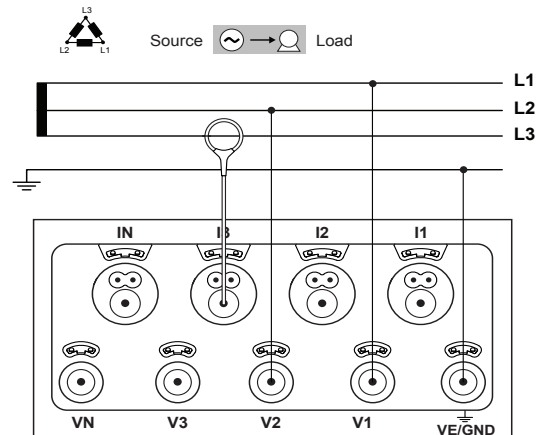 L3
L2 L1
Source Load
L1
L2
L3
IN I3 I2 I1
VN V3 V2 V1 VE/GND